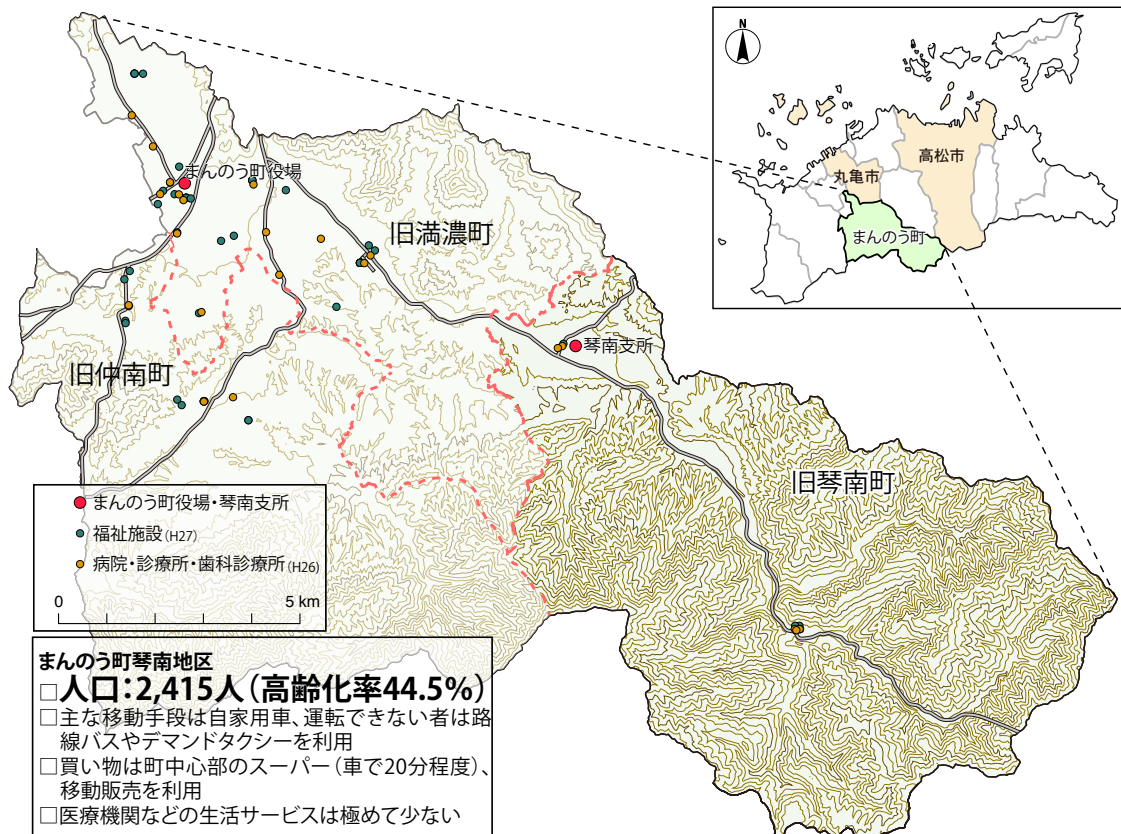 まんのう町役場
旧満濃町
琴南支所
旧仲南町
旧琴南町
N
高松市
丸亀市
まんのう町
まんのう町役場・琴南支所
福祉施設(H27)
病院・診療所・歯科診療所(H26)
0 5 km
まんのう町琴南地区
□人口:2,415人(高齢化率44.5%)
□主な移動手段は自家用車、運転できない者は路
線バスやデマンドタクシーを利用
□買い物は町中心部のスーパー(車で20分程度)、
移動販売を利用
□医療機関などの生活サービスは極めて少ない